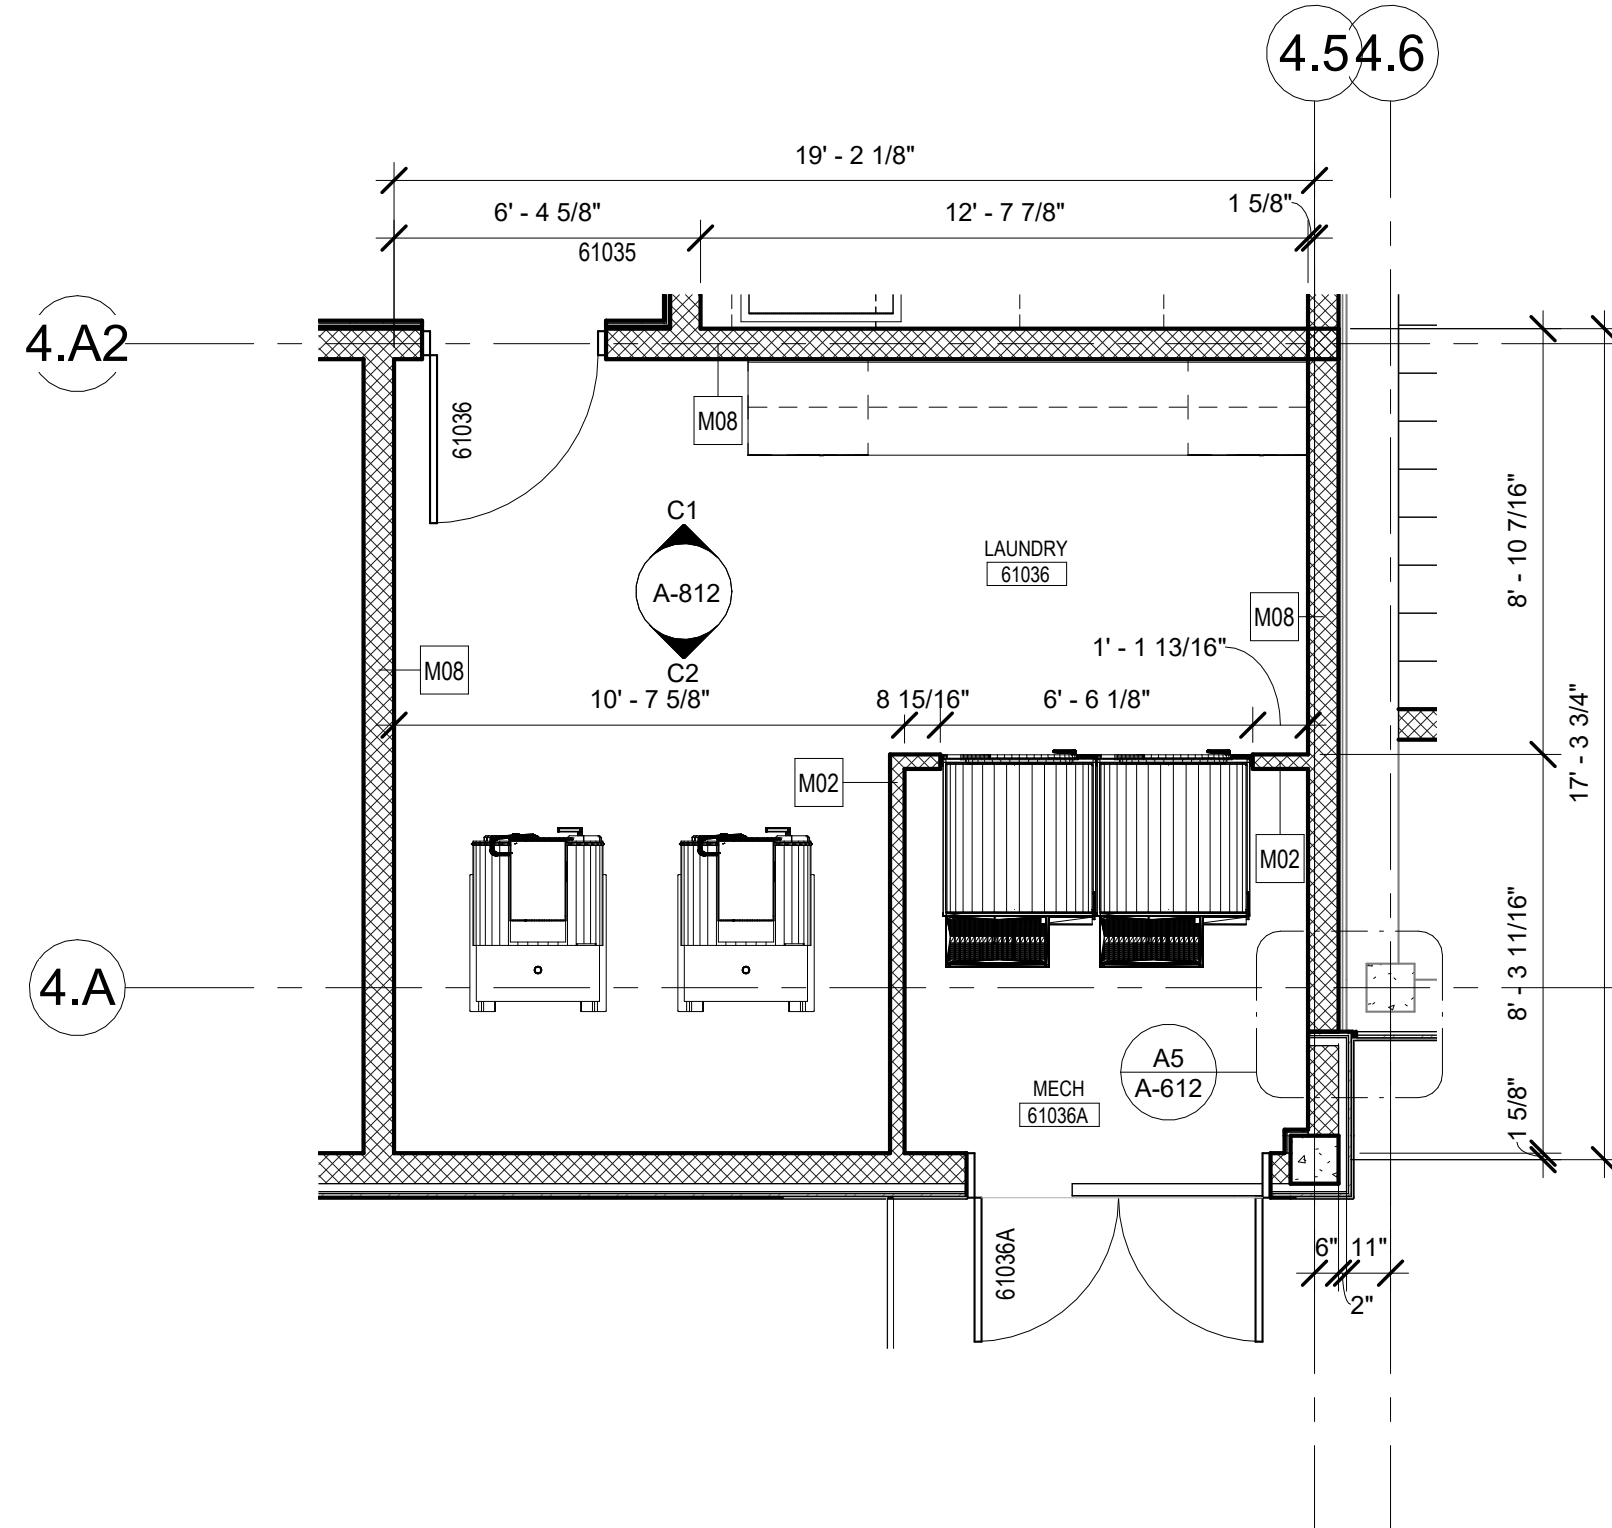 4.5 4.6
19' - 2 1/8"
6' - 4 5/8"
12' - 7 7/8"
1 5/8"
61035
4.A2
61036
M08
C1
A-812
C2
LAUNDRY
61036
M08
M08
1' - 1 13/16"
10' - 7 5/8"
8 15/16"
6' - 6 1/8"
8' - 10 7/16"
17' - 3 3/4"
M02
M02
4.A
8' - 3 11/16"
A5
A-612
MECH
61036A
1 5/8"
61036A
6"
11"
2"